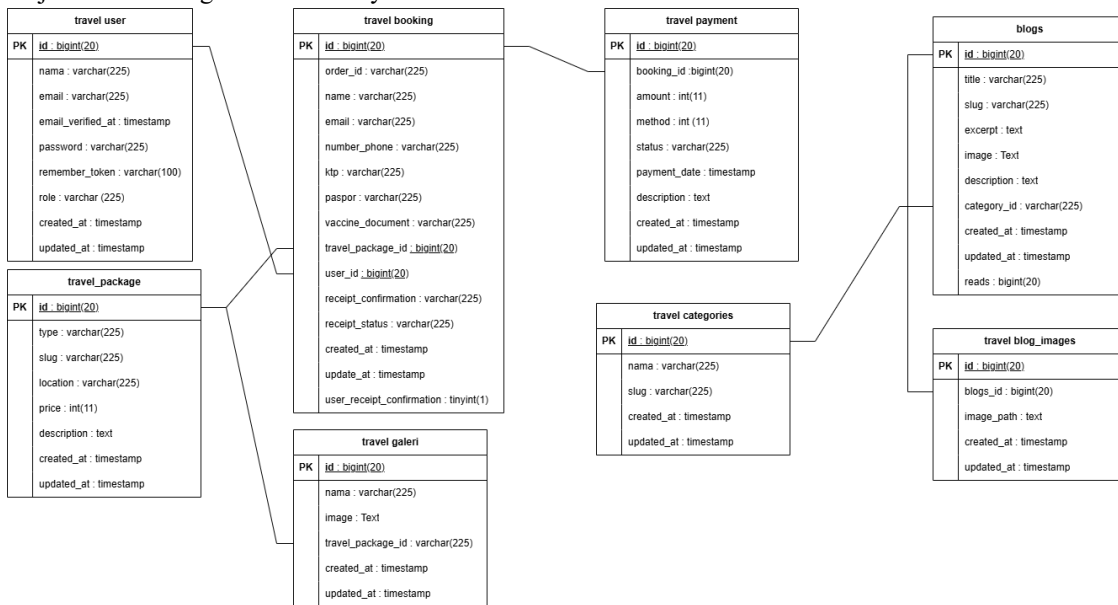 travel user
PK id : bigint(20)
nama : varchar(225)
email : varchar(225)
email_verified_at : timestamp
password : varchar(225)
remember_token : varchar(100)
role : varchar (225)
created_at : timestamp
updated_at : timestamp
travel_package
PK id : bigint(20)
type : varchar(225)
slug : varchar(225)
location : varchar(225)
price : int(11)
description : text
created_at : timestamp
updated_at : timestamp
travel booking
PK id : bigint(20)
order_id : varchar(225)
name : varchar(225)
email : varchar(225)
number_phone : varchar(225)
ktp : varchar(225)
paspor : varchar(225)
vaccine_document : varchar(225)
travel_package_id : bigint(20)
user_id : bigint(20)
receipt_confirmation : varchar(225)
receipt_status : varchar(225)
created_at : timestamp
update_at : timestamp
user_receipt_confirmation : tinyint(1)
travel galeri
PK id : bigint(20)
nama : varchar(225)
image : Text
travel_package_id : varchar(225)
created_at : timestamp
updated_at : timestamp
travel payment
PK id : bigint(20)
booking_id :bigint(20)
amount : int(11)
method : int (11)
status : varchar(225)
payment_date : timestamp
description : text
created_at : timestamp
updated_at : timestamp
travel categories
PK id : bigint(20)
nama : varchar(225)
slug : varchar(225)
created_at : timestamp
updated_at : timestamp
blogs
PK id : bigint(20)
title : varchar(225)
slug : varchar(225)
excerpt : text
image : Text
description : text
category_id : varchar(225)
created_at : timestamp
updated_at : timestamp
reads : bigint(20)
travel blog_images
PK id : bigint(20)
blogs_id : bigint(20)
image_path : text
created_at : timestamp
updated_at : timestamp